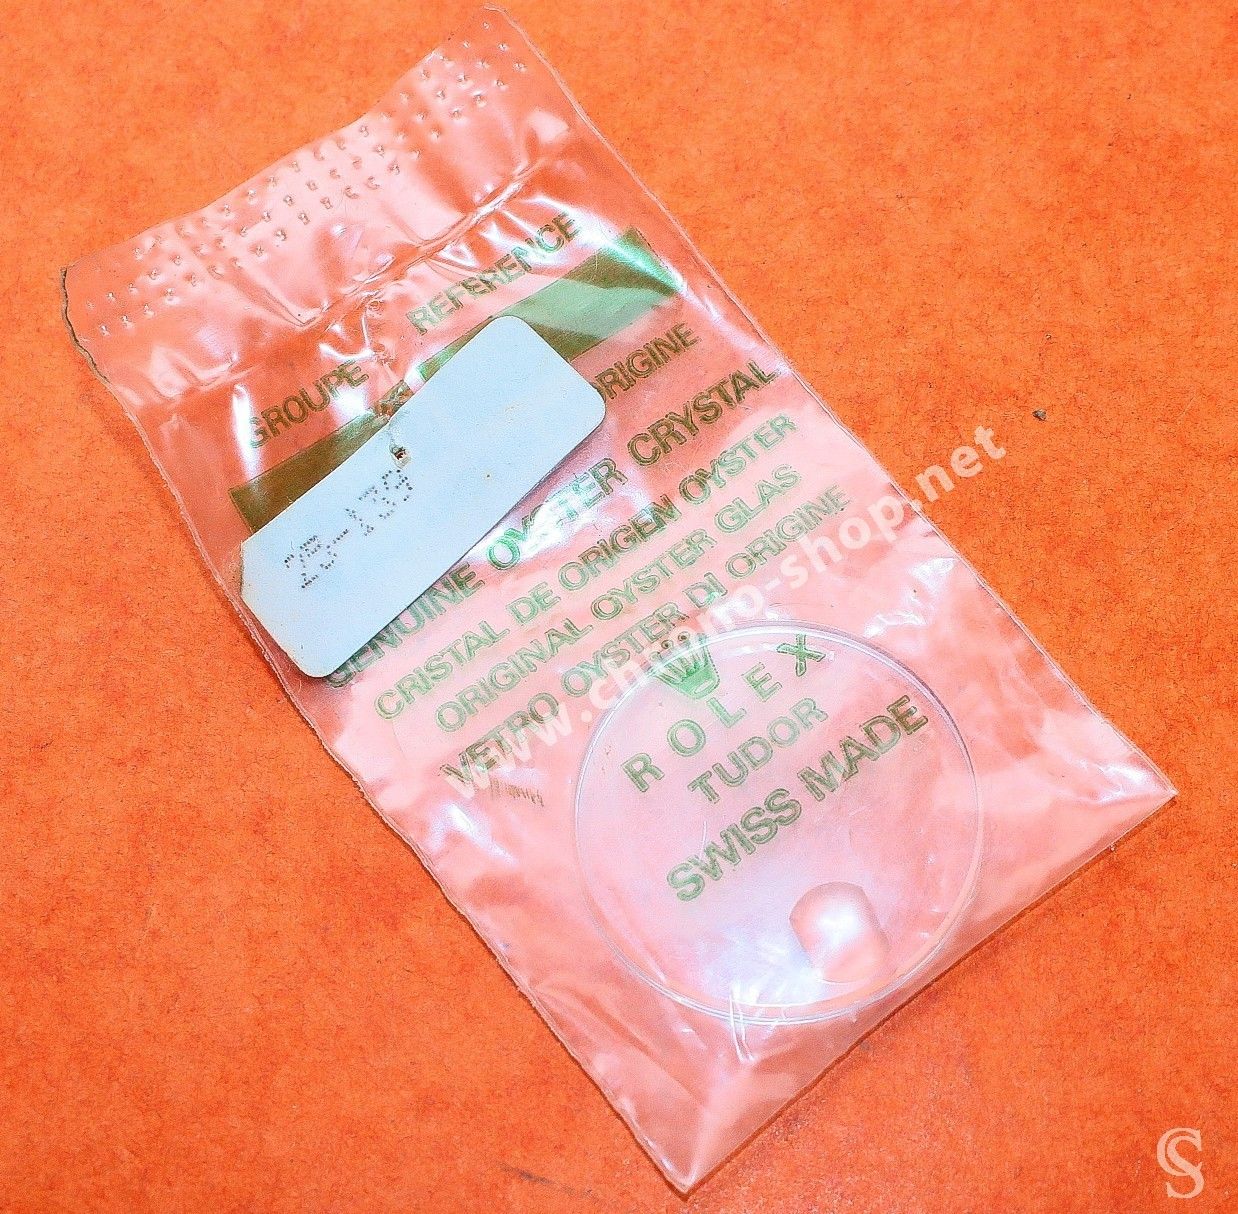 GROUPE REFERENCE
25-139
ORIGINE
GENUINE OYSTER CRYSTAL
CRISTAL DE ORIGEN OYSTER
ORIGINAL OYSTER GLAS
VETRO OYSTER DI ORIGINE
ROLEX
TUDOR
SWISS MADE
www.chrono-shop.net